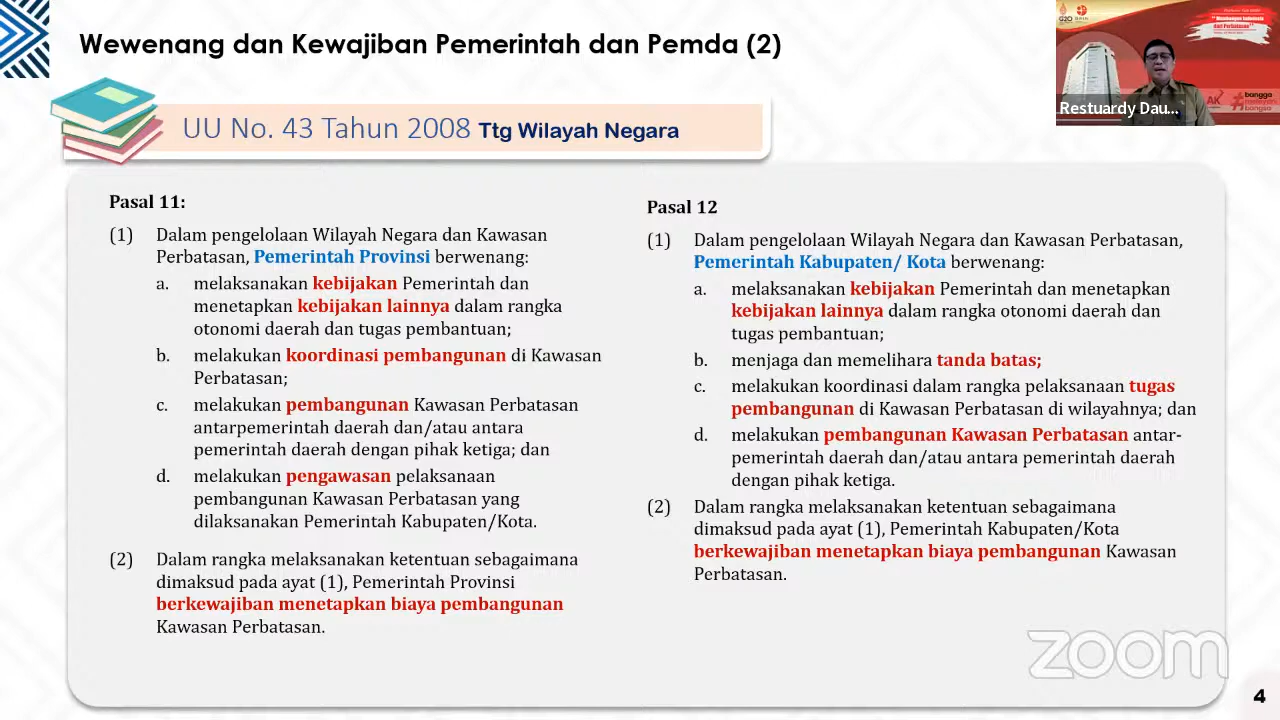 Wewenang dan Kewajiban Pemerintah dan Pemda (2)
UU No. 43 Tahun 2008 Ttg Wilayah Negara
Pasal 11:
(1) Dalam pengelolaan Wilayah Negara dan Kawasan
Perbatasan, Pemerintah Provinsi berwenang:
a. melaksanakan kebijakan Pemerintah dan
menetapkan kebijakan lainnya dalam rangka
otonomi daerah dan tugas pembantuan;
b. melakukan koordinasi pembangunan di Kawasan
Perbatasan;
c. melakukan pembangunan Kawasan Perbatasan
antarpemerintah daerah dan/atau antara
pemerintah daerah dengan pihak ketiga; dan
d. melakukan pengawasan pelaksanaan
pembangunan Kawasan Perbatasan yang
dilaksanakan Pemerintah Kabupaten/Kota.
(2) Dalam rangka melaksanakan ketentuan sebagaimana
dimaksud pada ayat (1), Pemerintah Provinsi
berkewajiban menetapkan biaya pembangunan
Kawasan Perbatasan.
Pasal 12
(1) Dalam pengelolaan Wilayah Negara dan Kawasan Perbatasan,
Pemerintah Kabupaten/ Kota berwenang:
a. melaksanakan kebijakan Pemerintah dan menetapkan
kebijakan lainnya dalam rangka otonomi daerah dan
tugas pembantuan;
b. menjaga dan memelihara tanda batas;
c. melakukan koordinasi dalam rangka pelaksanaan tugas
pembangunan di Kawasan Perbatasan di wilayahnya; dan
d. melakukan pembangunan Kawasan Perbatasan antar-
pemerintah daerah dan/atau antara pemerintah daerah
dengan pihak ketiga.
(2) Dalam rangka melaksanakan ketentuan sebagaimana
dimaksud pada ayat (1), Pemerintah Kabupaten/Kota
berkewajiban menetapkan biaya pembangunan Kawasan
Perbatasan.
G20
Restuardy Dau...
bangga
melayani
bangsa
zoom
4